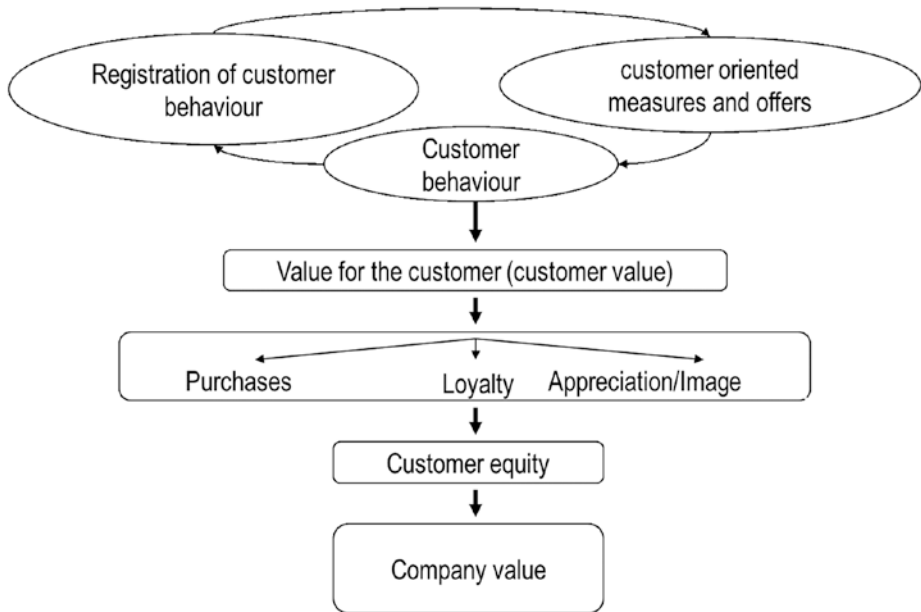 Registration of customer
behaviour
customer oriented
measures and offers
Customer
behaviour
Value for the customer (customer value)
Purchases
Loyalty
Appreciation/Image
Customer equity
Company value